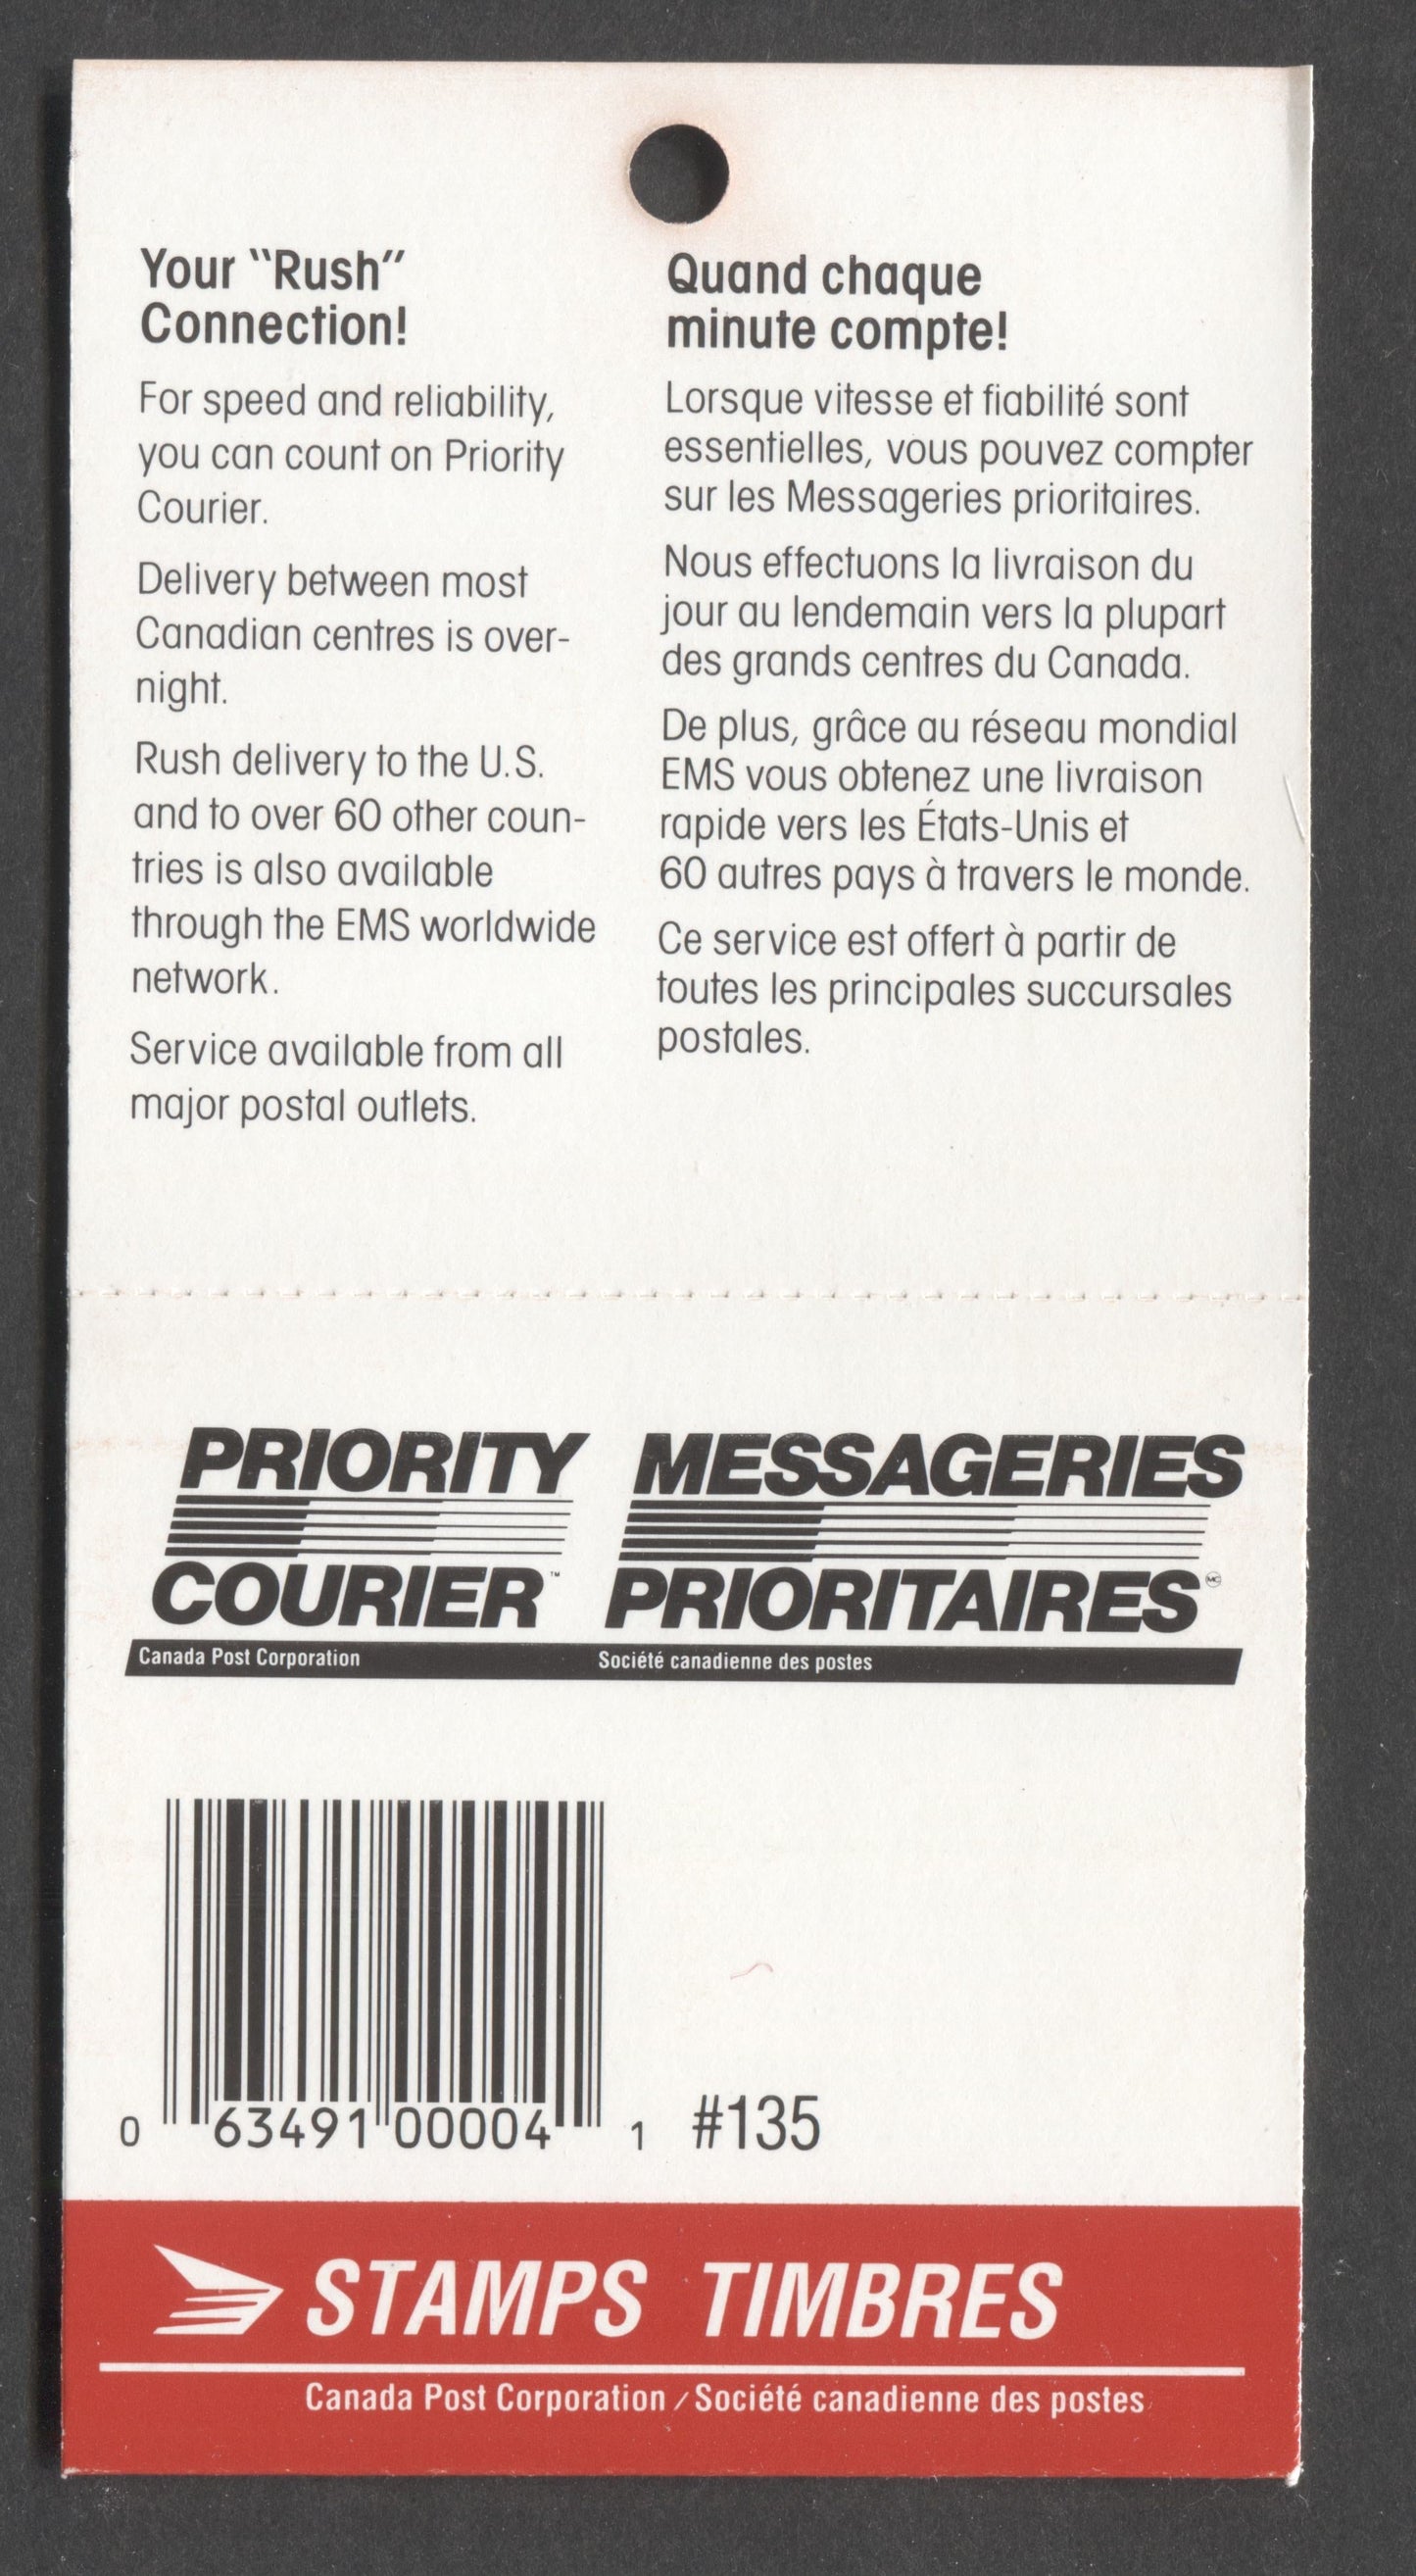 Your "Rush"
Connection!
For speed and reliability,
you can count on Priority
Courier.
Delivery between most
Canadian centres is over-
night.
Rush delivery to the U.S.
and to over 60 other coun-
tries is also available
through the EMS worldwide
network.
Service available from all
major postal outlets.
Quand chaque
minute compte!
Lorsque vitesse et fiabilité sont
essentielles, vous pouvez compter
sur les Messageries prioritaires.
Nous effectuons la livraison du
jour au lendemain vers la plupart
des grands centres du Canada.
De plus, grâce au réseau mondial
EMS vous obtenez une livraison
rapide vers les États-Unis et
60 autres pays à travers le monde.
Ce service est offert à partir de
toutes les principales succursales
postales.
PRIORITY
COURIER™
Canada Post Corporation
MESSAGERIES
PRIORITAIRES MC
Société canadienne des postes
0 63491 00004 1 #135
STAMPS TIMBRES
Canada Post Corporation / Société canadienne des postes